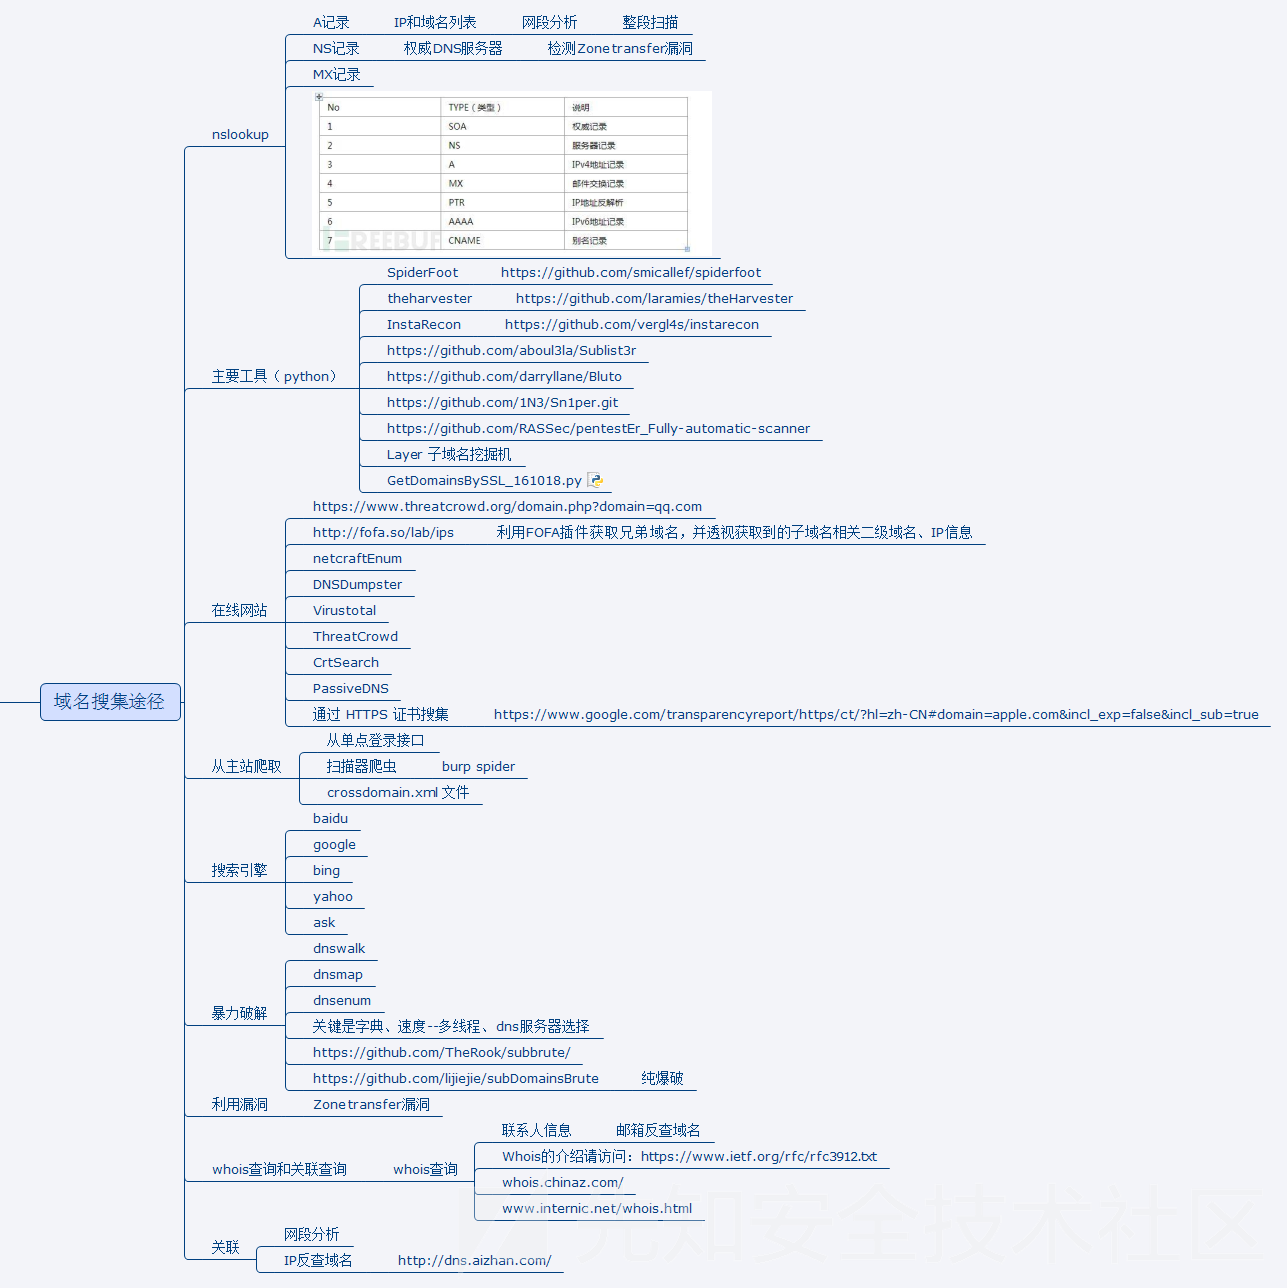 A记录 IP和域名列表 网段分析 整段扫描
NS记录 权威DNS服务器 检测Zonetransfer漏洞
MX记录
No TYPE（类型） 说明
1 SOA 权威记录
2 NS 服务器记录
3 A IPv4地址记录
4 MX 邮件交换记录
5 PTR IP地址反解析
6 AAAA IPv6地址记录
7 CNAME 别名记录
FREEBUF
nslookup
SpiderFoot https://github.com/smicallef/spiderfoot
theharvester https://github.com/laramies/theHarvester
InstaRecon https://github.com/vergl4s/instarecon
https://github.com/aboul3la/Sublist3r
主要工具（python） https://github.com/darryllane/Bluto
https://github.com/1N3/Sn1per.git
https://github.com/RASSec/pentestEr_Fully-automatic-scanner
Layer 子域名挖掘机
GetDomainsBySSL_161018.py
https://www.threatcrowd.org/domain.php?domain=qq.com
http://fofa.so/lab/ips 利用FOFA插件获取兄弟域名，并透视获取到的子域名相关二级域名、IP信息
netcraftEnum
DNSDumpster
在线网站 Virustotal
ThreatCrowd
CrtSearch
PassiveDNS
域名搜集途径
通过 HTTPS 证书搜集 https://www.google.com/transparencyreport/https/ct/?hl=zh-CN#domain=apple.com&incl_exp=false&incl_sub=true
从单点登录接口
从主站爬取 扫描器爬虫 burp spider
crossdomain.xml 文件
baidu
google
搜索引擎 bing
yahoo
ask
dnswalk
dnsmap
dnsenum
暴力破解
关键是字典、速度--多线程、dns服务器选择
https://github.com/TheRook/subbrute/
https://github.com/lijiejie/subDomainsBrute 纯爆破
利用漏洞 Zonetransfer漏洞
联系人信息 邮箱反查域名
Whois的介绍请访问：https://www.ietf.org/rfc/rfc3912.txt
whois查询和关联查询 whois查询
whois.chinaz.com/
www.internic.net/whois.html
先知安全技术社区
网段分析
关联
IP反查域名 http://dns.aizhan.com/